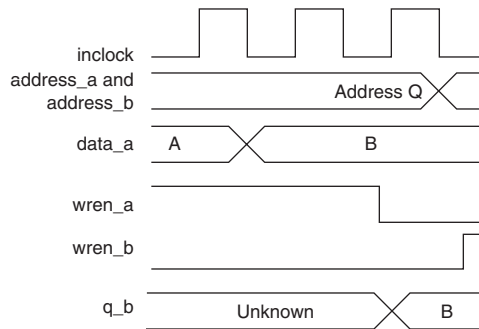 inclock
address_a and
address_b
Address Q
data_a
A
B
wren_a
wren_b
q_b
Unknown
B